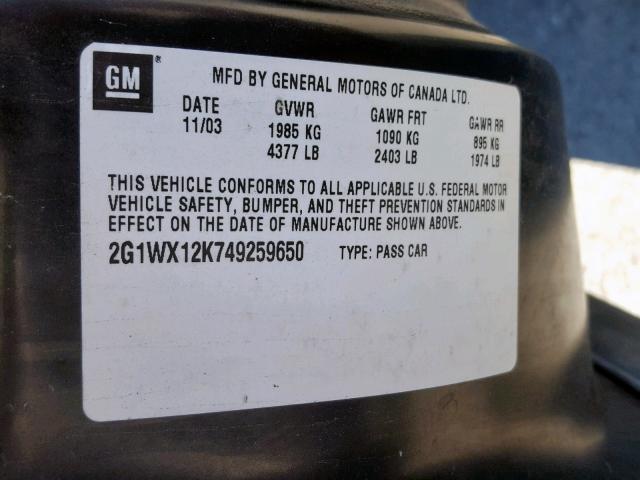 GM®
MFD BY GENERAL MOTORS OF CANADA LTD.
DATE GVWR GAWR FRT GAWR RR
11/03 1985 KG 1090 KG 895 KG
4377 LB 2403 LB 1974 LB
THIS VEHICLE CONFORMS TO ALL APPLICABLE U.S. FEDERAL MOTOR
VEHICLE SAFETY, BUMPER, AND THEFT PREVENTION STANDARDS IN
EFFECT ON THE DATE OF MANUFACTURE SHOWN ABOVE.
2G1WX12K749259650 TYPE: PASS CAR